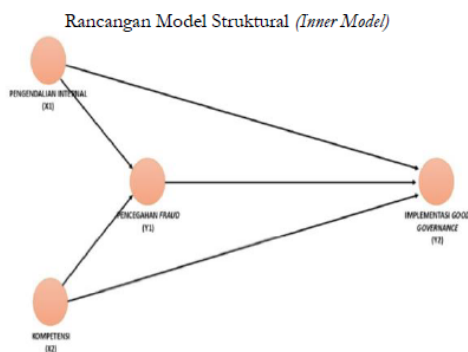 Rancangan Model Struktural (Inner Model)
PENGENDALIAN INTERNAL
(X1)
PENCEGAHAN FRAUD
(Y1)
IMPLEMENTASI GOOD
GOVERNANCE
(Y2)
KOMPETENSI
(X2)